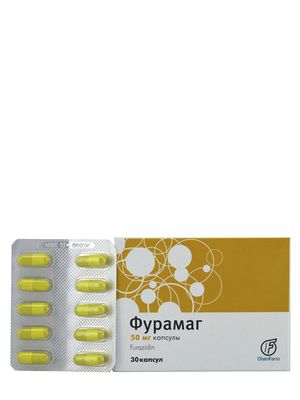 Фурамаг
50 мг капсулы
Furazidin
30 капсул
OlainFarm